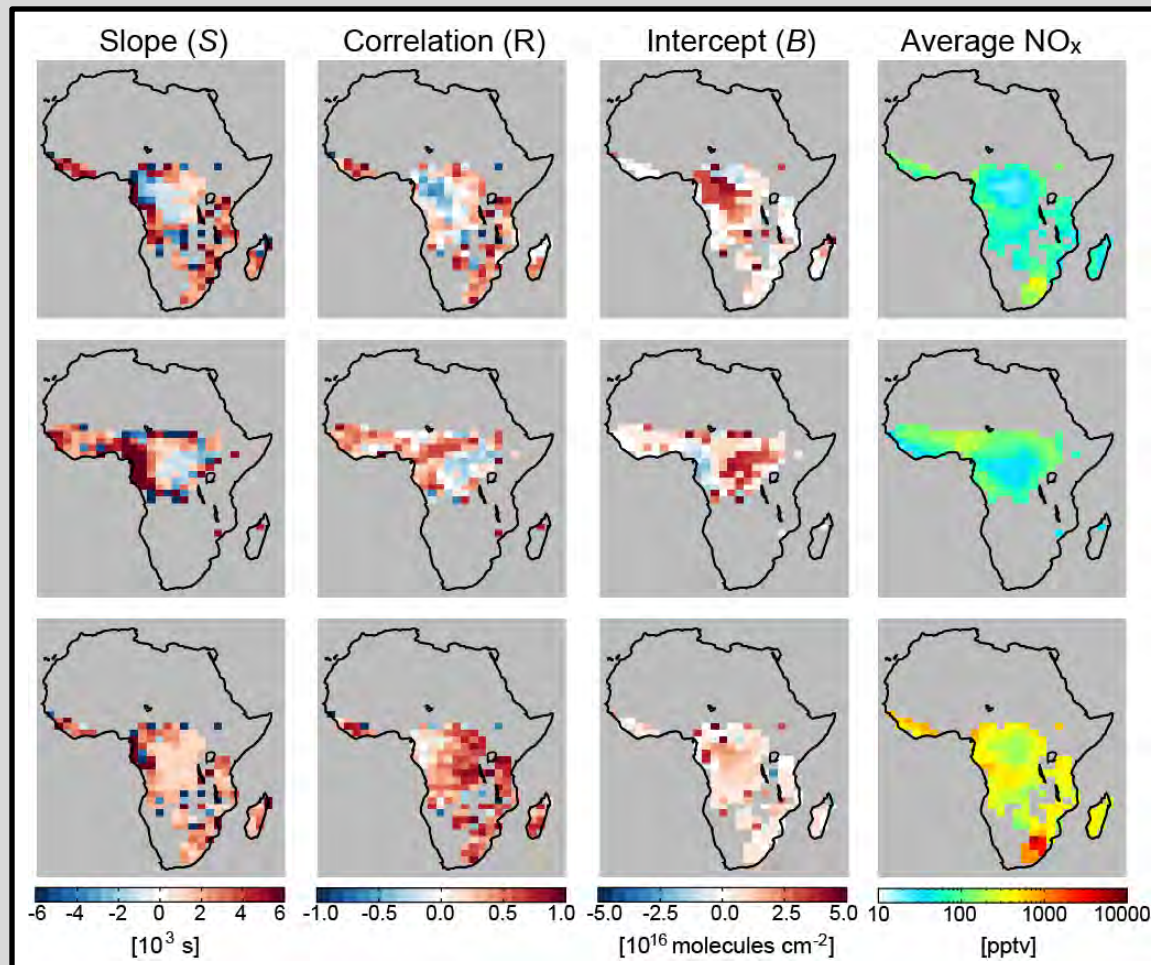 Slope (S) Correlation (R) Intercept (B) Average NOₓ
-6 -4 -2 0 2 4 6 -1.0 -0.5 0.0 0.5 1.0 -5.0 -2.5 0.0 2.5 5.0 10 100 1000 10000
[10³ s] [10¹⁶ molecules cm⁻²] [pptv]